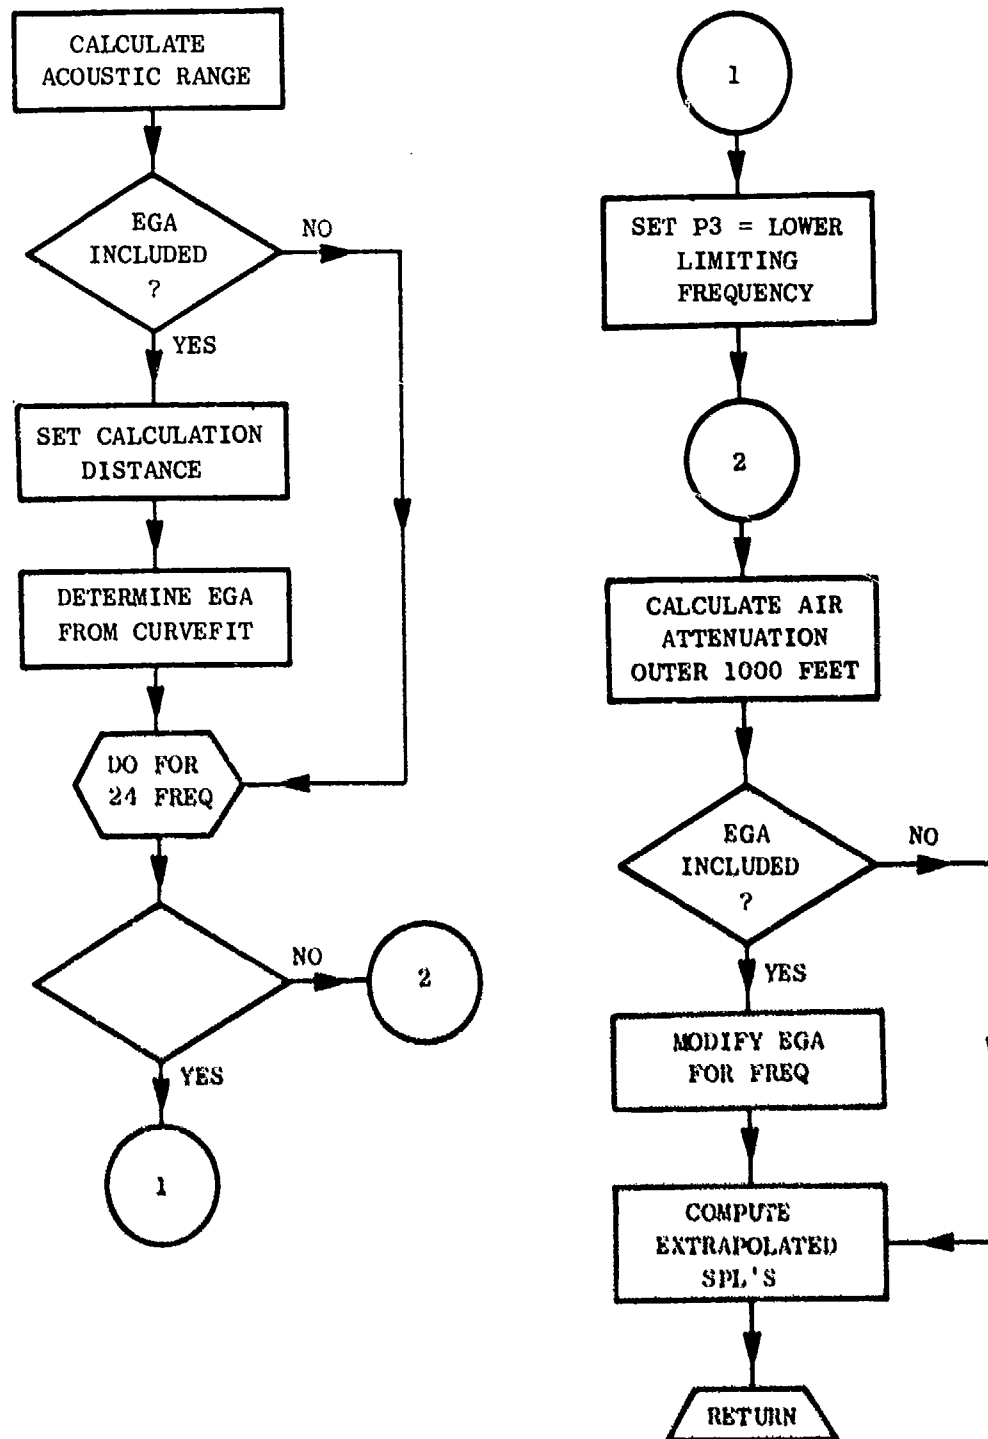 CALCULATE
ACOUSTIC RANGE
EGA
INCLUDED
?
NO
YES
SET CALCULATION
DISTANCE
DETERMINE EGA
FROM CURVEFIT
DO FOR
24 FREQ
NO
2
YES
1
1
SET P3 = LOWER
LIMITING
FREQUENCY
2
CALCULATE AIR
ATTENUATION
OUTER 1000 FEET
EGA
INCLUDED
?
NO
YES
MODIFY EGA
FOR FREQ
COMPUTE
EXTRAPOLATED
SPL'S
RETURN